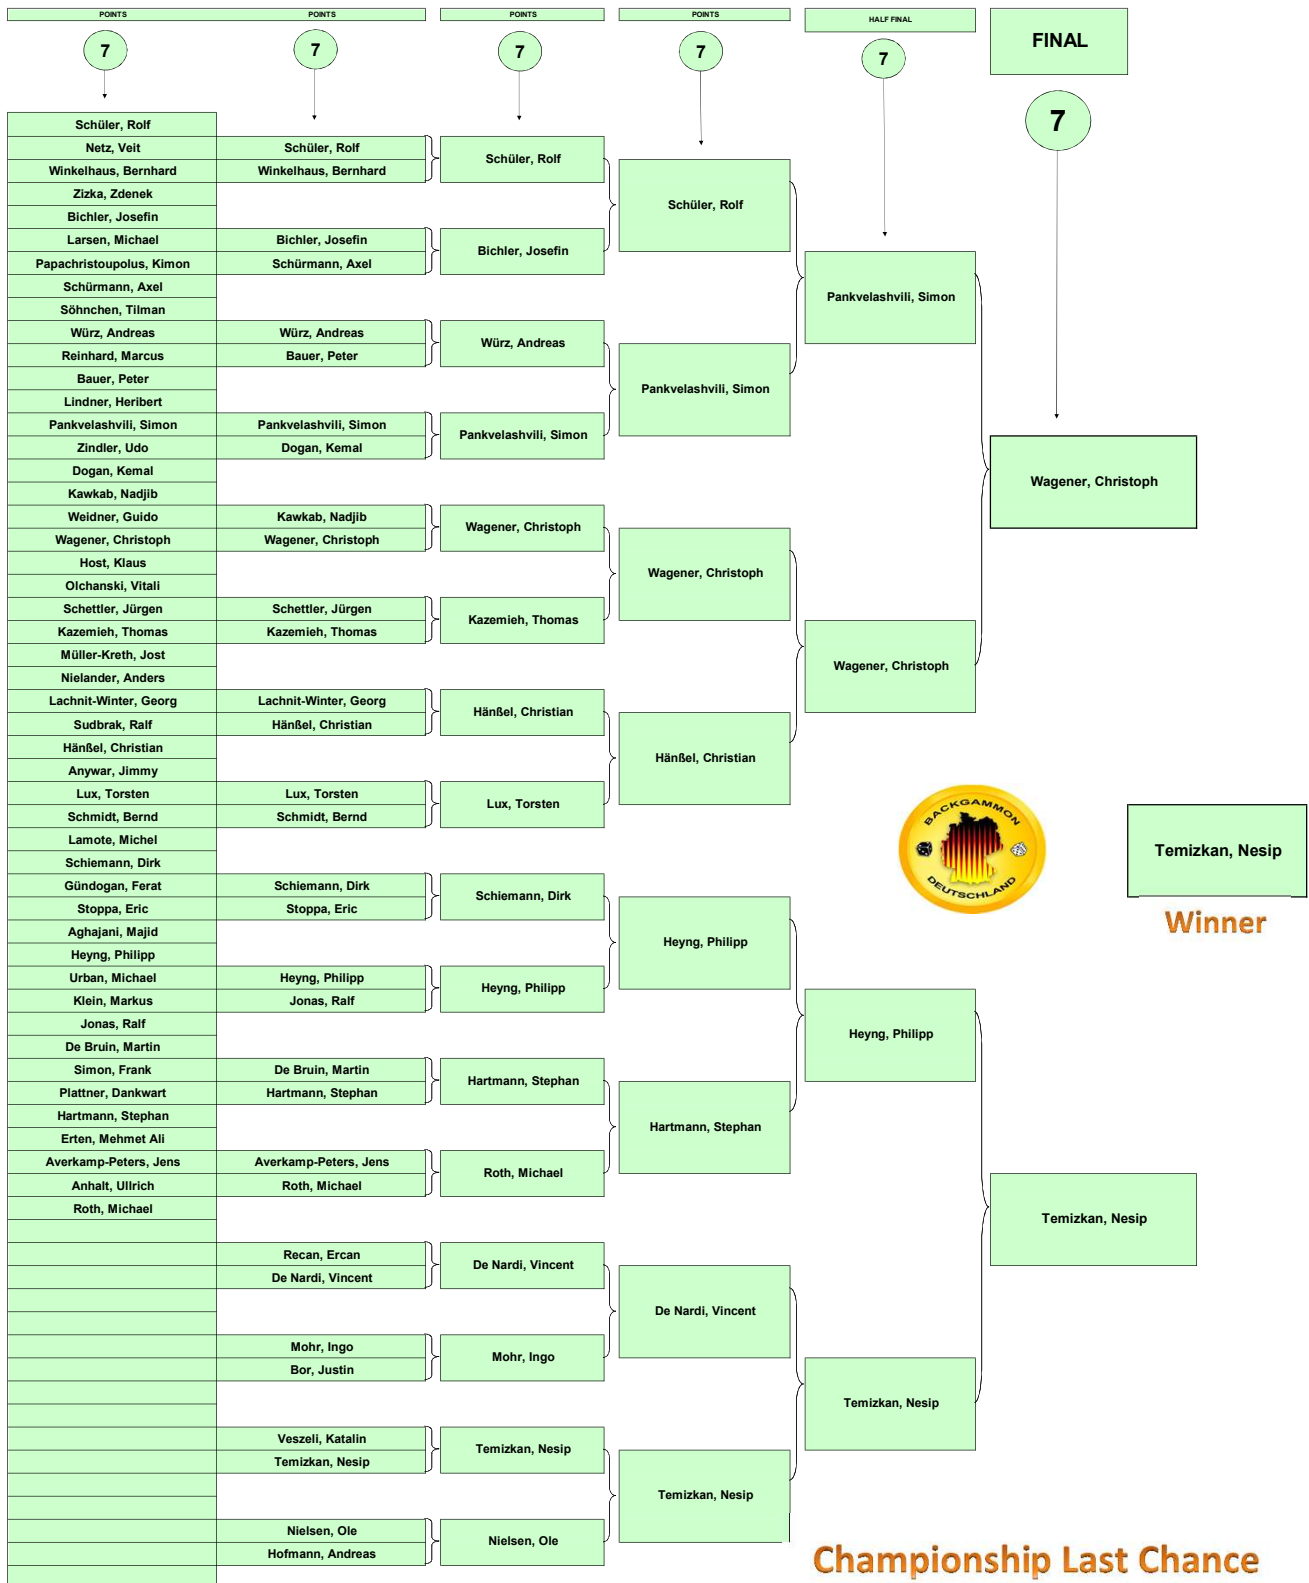 POINTS
POINTS
POINTS
POINTS
HALF FINAL
FINAL
7
7
7
7
7
7
Schüler, Rolf
Netz, Veit
Winkelhaus, Bernhard
Zizka, Zdenek
Bichler, Josefin
Larsen, Michael
Papachristoupolus, Kimon
Schürmann, Axel
Söhnchen, Tilman
Würz, Andreas
Reinhard, Marcus
Bauer, Peter
Lindner, Heribert
Pankvelashvili, Simon
Zindler, Udo
Dogan, Kemal
Kawkab, Nadjib
Weidner, Guido
Wagener, Christoph
Host, Klaus
Olchanski, Vitali
Schettler, Jürgen
Kazemieh, Thomas
Müller-Kreth, Jost
Nielander, Anders
Lachnit-Winter, Georg
Sudbrak, Ralf
Hänßel, Christian
Anywar, Jimmy
Lux, Torsten
Schmidt, Bernd
Lamote, Michel
Schiemann, Dirk
Gündogan, Ferat
Stoppa, Eric
Aghajani, Majid
Heyng, Philipp
Urban, Michael
Klein, Markus
Jonas, Ralf
De Bruin, Martin
Simon, Frank
Plattner, Dankwart
Hartmann, Stephan
Erten, Mehmet Ali
Averkamp-Peters, Jens
Anhalt, Ullrich
Roth, Michael
Schüler, Rolf
Winkelhaus, Bernhard
Bichler, Josefin
Schürmann, Axel
Würz, Andreas
Bauer, Peter
Pankvelashvili, Simon
Dogan, Kemal
Kawkab, Nadjib
Wagener, Christoph
Schettler, Jürgen
Kazemieh, Thomas
Lachnit-Winter, Georg
Hänßel, Christian
Lux, Torsten
Schmidt, Bernd
Schiemann, Dirk
Stoppa, Eric
Heyng, Philipp
Jonas, Ralf
De Bruin, Martin
Hartmann, Stephan
Averkamp-Peters, Jens
Roth, Michael
Recan, Ercan
De Nardi, Vincent
Mohr, Ingo
Bor, Justin
Veszeli, Katalin
Temizkan, Nesip
Nielsen, Ole
Hofmann, Andreas
Schüler, Rolf
Bichler, Josefin
Würz, Andreas
Pankvelashvili, Simon
Wagener, Christoph
Kazemieh, Thomas
Hänßel, Christian
Lux, Torsten
Schiemann, Dirk
Heyng, Philipp
Hartmann, Stephan
Roth, Michael
De Nardi, Vincent
Mohr, Ingo
Temizkan, Nesip
Nielsen, Ole
Schüler, Rolf
Pankvelashvili, Simon
Wagener, Christoph
Hänßel, Christian
Heyng, Philipp
Hartmann, Stephan
De Nardi, Vincent
Temizkan, Nesip
Pankvelashvili, Simon
Wagener, Christoph
Heyng, Philipp
Temizkan, Nesip
Wagener, Christoph
Temizkan, Nesip
BACKGAMMON
DEUTSCHLAND
Temizkan, Nesip
Winner
Championship Last Chance